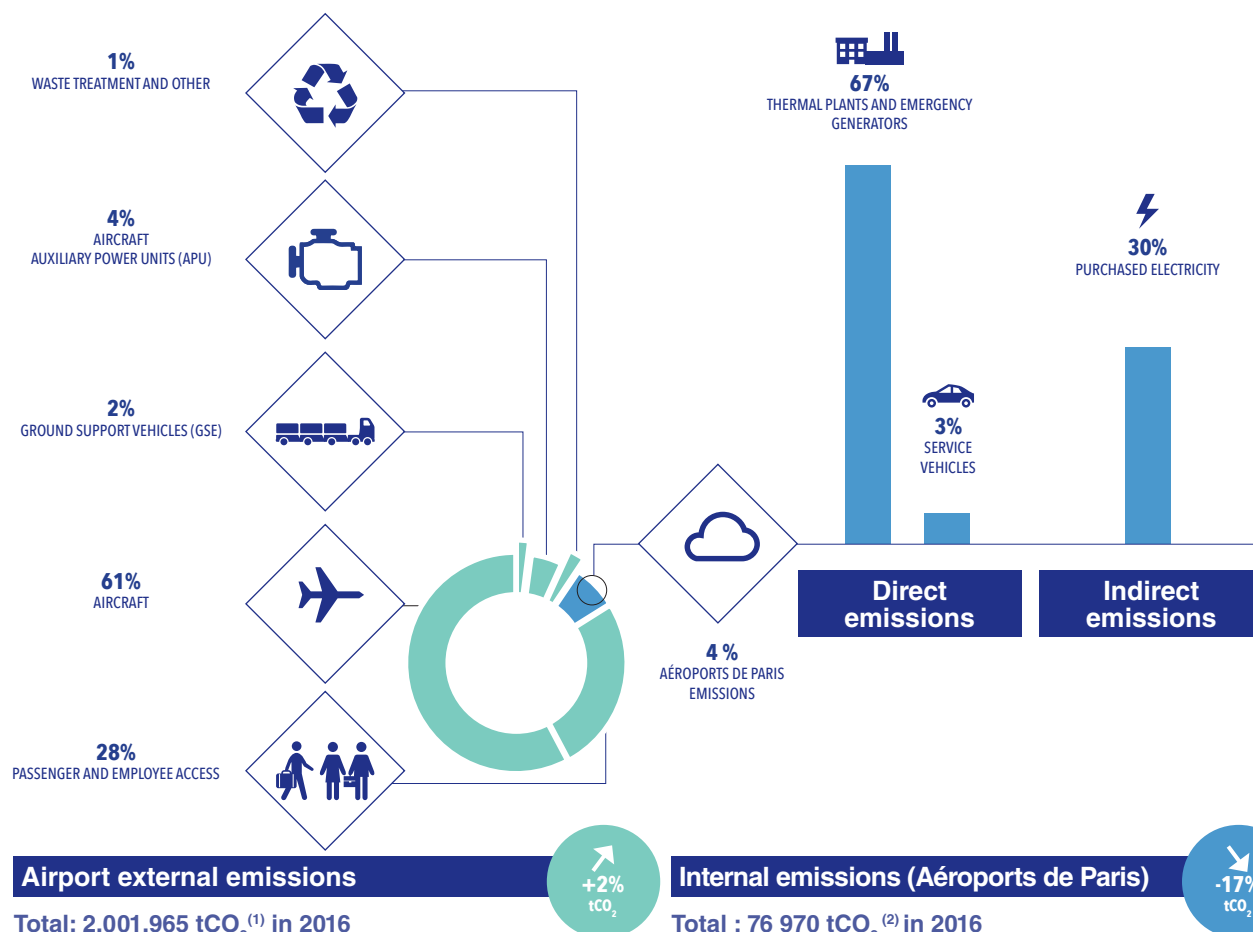 1%
WASTE TREATMENT AND OTHER
4%
AIRCRAFT
AUXILIARY POWER UNITS (APU)
2%
GROUND SUPPORT VEHICLES (GSE)
61%
AIRCRAFT
28%
PASSENGER AND EMPLOYEE ACCESS
67%
THERMAL PLANTS AND EMERGENCY
GENERATORS
3%
SERVICE
VEHICLES
30%
PURCHASED ELECTRICITY
Direct
emissions
Indirect
emissions
4 %
AÉROPORTS DE PARIS
EMISSIONS
Airport external emissions
+2%
tCO2
Total: 2.001.965 tCO2(1) in 2016
Internal emissions (Aéroports de Paris)
-17%
tCO2
Total : 76 970 tCO2(2) in 2016